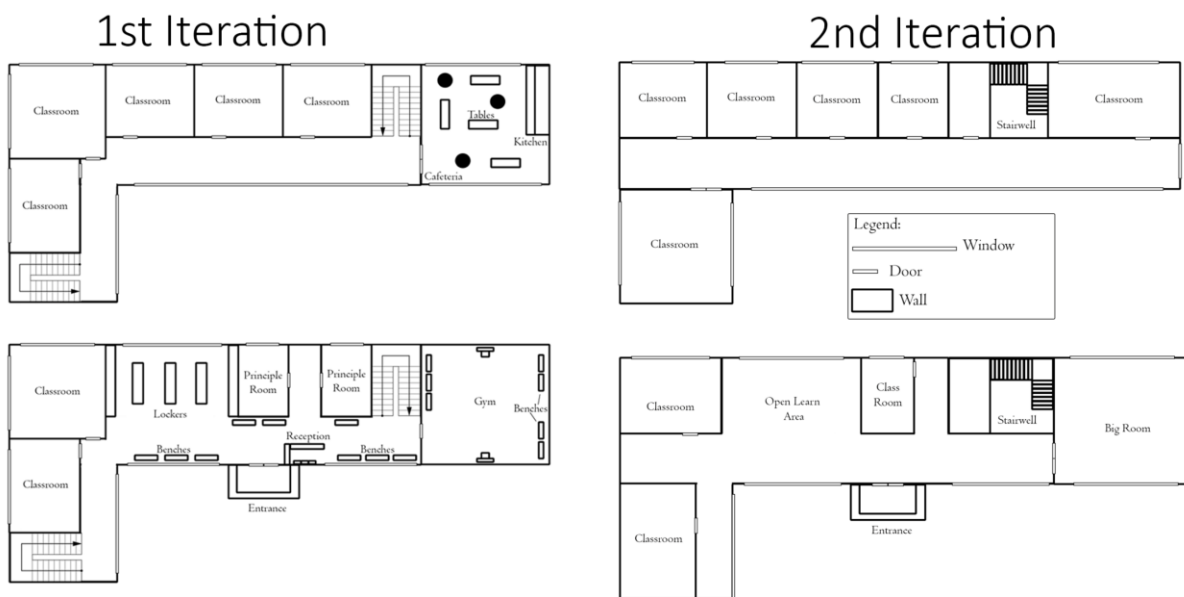 1st Iteration
2nd Iteration
Classroom
Classroom
Classroom
Classroom
Tables
Kitchen
Cafeteria
Classroom
Classroom
Classroom
Classroom
Classroom
Classroom
Stairwell
Classroom
Legend:
Window
Door
Wall
Classroom
Principle
Room
Principle
Room
Lockers
Gym
Benches
Reception
Benches
Benches
Classroom
Entrance
Classroom
Open Learn
Area
Class
Room
Stairwell
Big Room
Classroom
Entrance